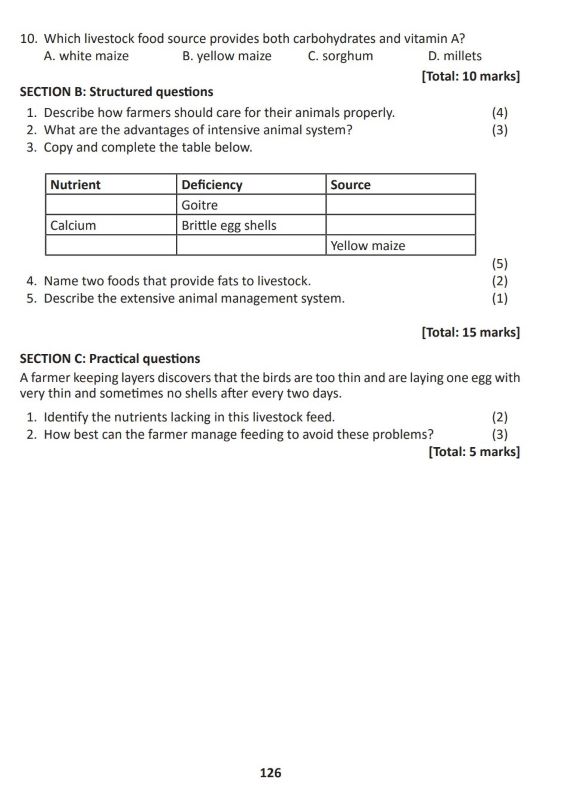 10. Which livestock food source provides both carbohydrates and vitamin A?
A. white maize B. yellow maize C. sorghum D. millets
[Total: 10 marks]
SECTION B: Structured questions
1. Describe how farmers should care for their animals properly. (4)
2. What are the advantages of intensive animal system? (3)
3. Copy and complete the table below.
Nutrient Deficiency Source
Goitre
Calcium Brittle egg shells
Yellow maize
(5)
4. Name two foods that provide fats to livestock. (2)
5. Describe the extensive animal management system. (1)
[Total: 15 marks]
SECTION C: Practical questions
A farmer keeping layers discovers that the birds are too thin and are laying one egg with
very thin and sometimes no shells after every two days.
1. Identify the nutrients lacking in this livestock feed. (2)
2. How best can the farmer manage feeding to avoid these problems? (3)
[Total: 5 marks]
126